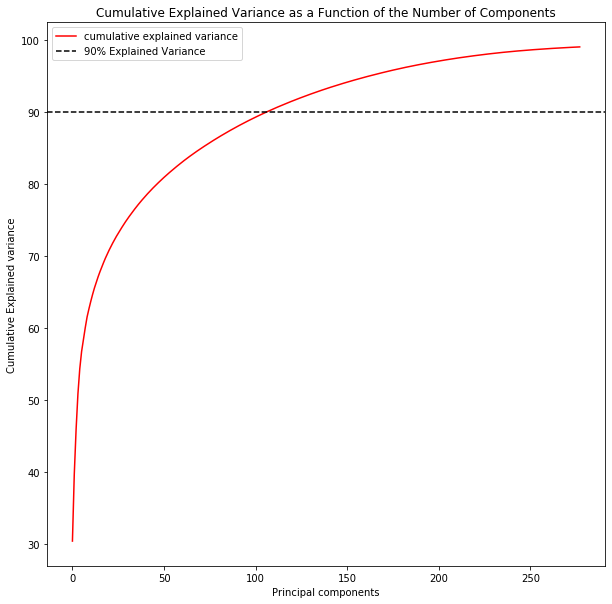 Cumulative Explained Variance as a Function of the Number of Components
cumulative explained variance
90% Explained Variance
Cumulative Explained variance
100
90
80
70
60
50
40
30
0 50 100 150 200 250
Principal components